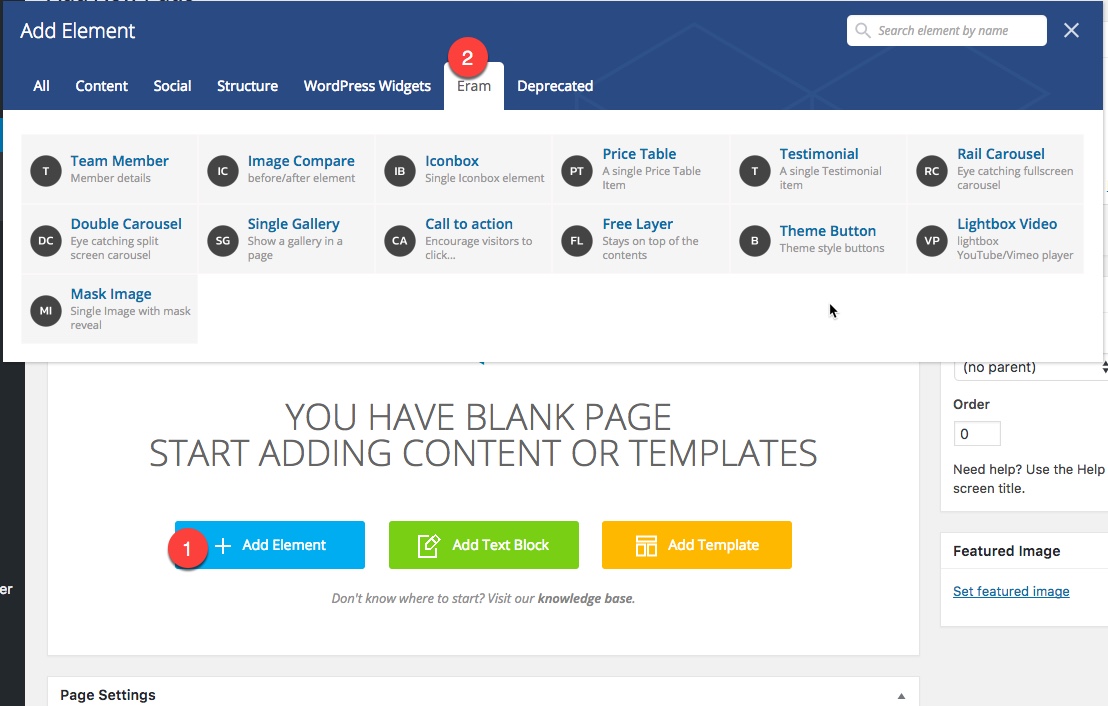 Add Element
Search element by name
2
All
Content
Social
Structure
WordPress Widgets
Eram
Deprecated
T
Team Member
Member details
IC
Image Compare
before/after element
IB
Iconbox
Single Iconbox element
PT
Price Table
A single Price Table
Item
T
Testimonial
A single Testimonial
item
RC
Rail Carousel
Eye catching fullscreen
carousel
DC
Double Carousel
Eye catching split
screen carousel
SG
Single Gallery
Show a gallery in a
page
CA
Call to action
Encourage visitors to
click...
FL
Free Layer
Stays on top of the
contents
B
Theme Button
Theme style buttons
VP
Lightbox Video
lightbox
YouTube/Vimeo player
MI
Mask Image
Single Image with mask
reveal
(no parent)
Order
0
Need help? Use the Help
screen title.
YOU HAVE BLANK PAGE
START ADDING CONTENT OR TEMPLATES
1
Add Element
Add Text Block
Add Template
Don't know where to start? Visit our knowledge base.
Featured Image
Set featured image
er
Page Settings